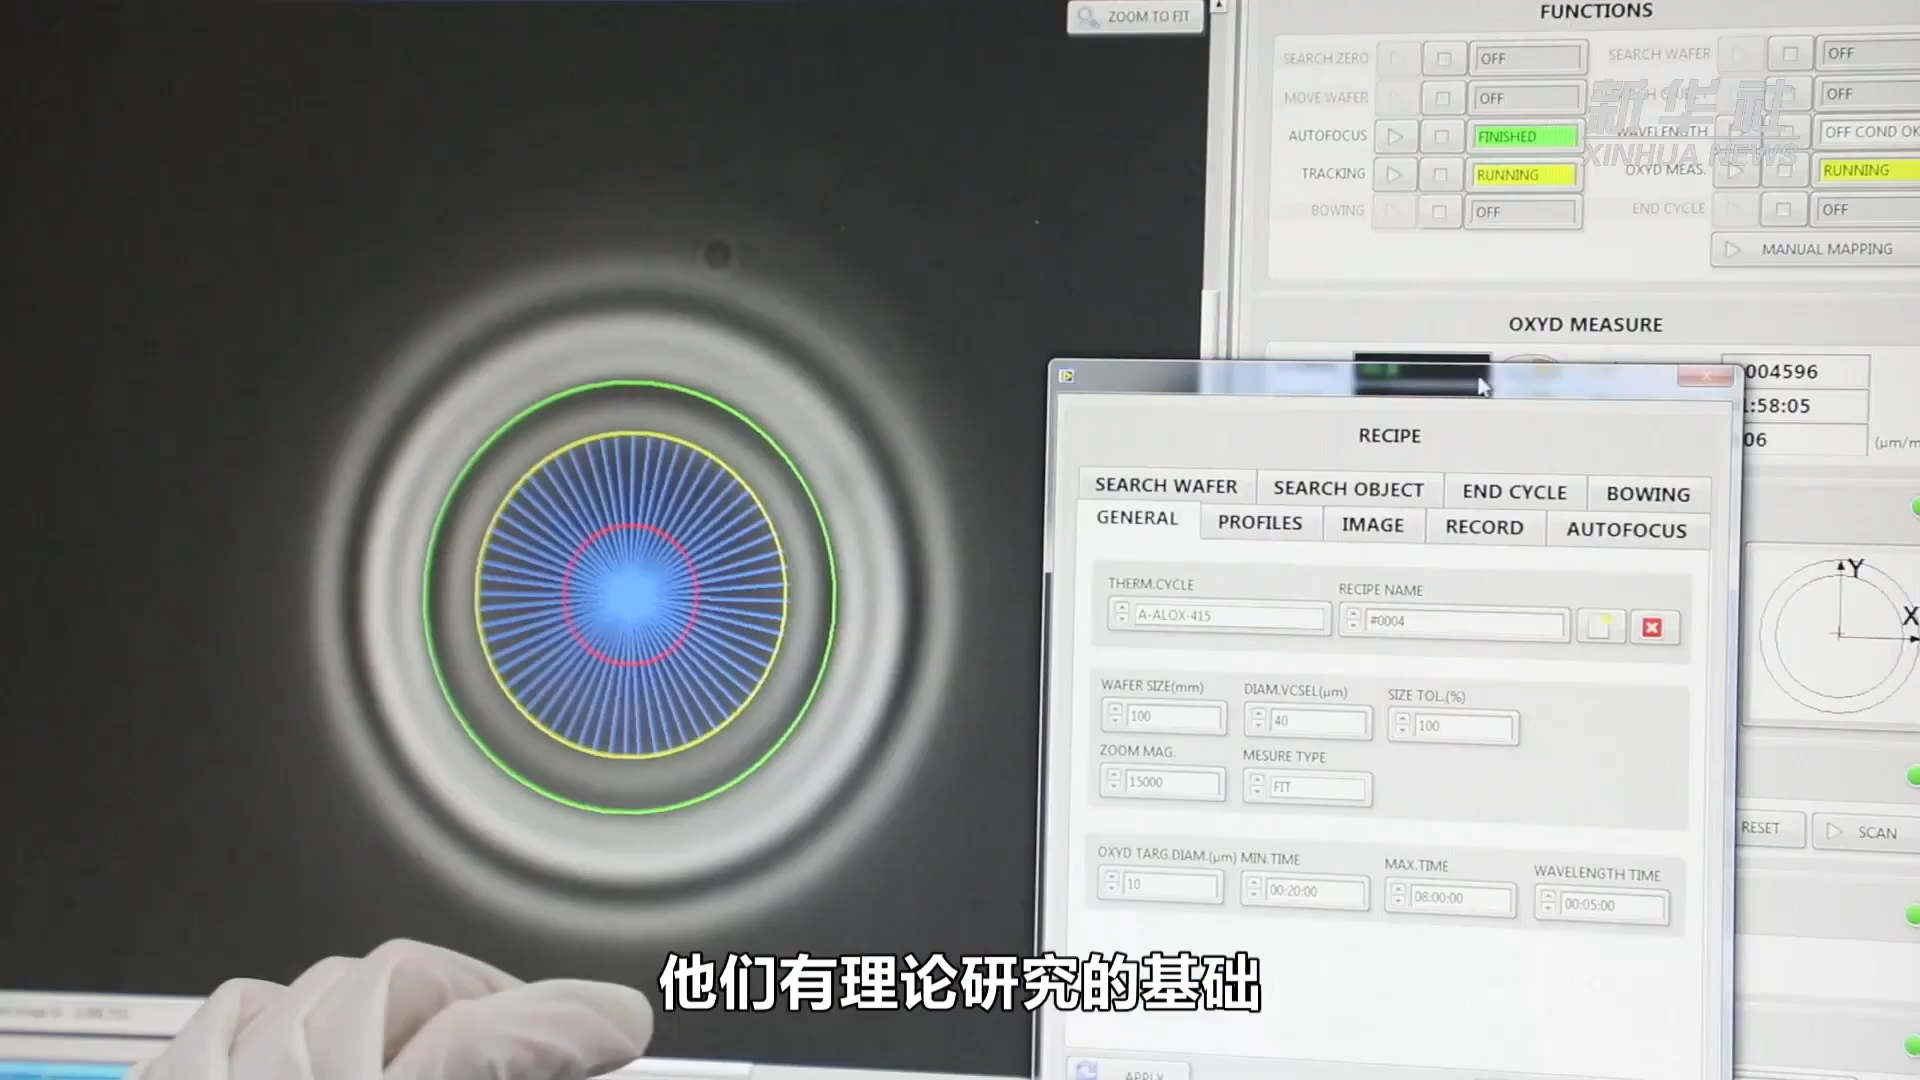 ZOOM TO FIT
FUNCTIONS
SEARCH ZERO OFF SEARCH WAFER OFF
MOVE WAFER OFF OFF
AUTOFOCUS FINISHED WAVELENGTH OFF COND OK
TRACKING RUNNING OXYD MEAS. RUNNING
BOWING OFF END CYCLE OFF
MANUAL MAPPING
新华社
XINHUA NEWS
OXYD MEASURE
004596
:58:05
06
RECIPE
SEARCH WAFER SEARCH OBJECT END CYCLE BOWING
GENERAL PROFILES IMAGE RECORD AUTOFOCUS
THERM.CYCLE RECIPE NAME
A-ALOX-415 #0004
WAFER SIZE(mm) DIAM.VCSEL(µm) SIZE TOL.(%)
100 40 100
ZOOM MAG. MESURE TYPE
15000 FIT
OXYD TARG.DIAM.(µm) MIN.TIME MAX.TIME WAVELENGTH TIME
10 00:20:00 08:00:00 00:05:00
APPLY
Y
X
RESET SCAN
他们有理论研究的基础